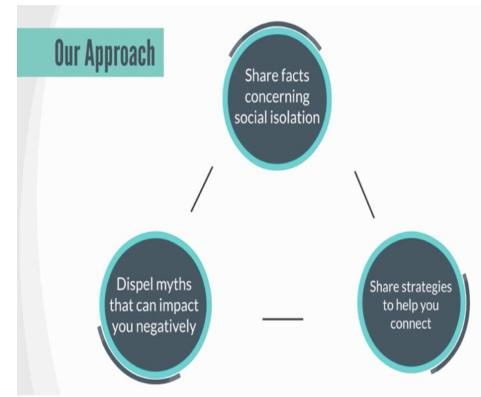 Our Approach
Share facts
concerning
social isolation
Dispel myths
that can impact
you negatively
Share strategies
to help you
connect